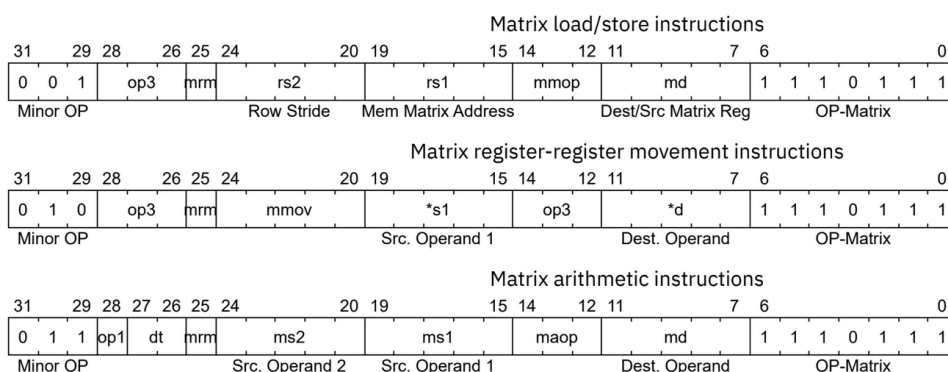 Matrix load/store instructions
31 29 28 26 25 24 20 19 15 14 12 11 7 6 0
0 0 1 op3 mrm rs2 rs1 mmop md 1 1 1 0 1 1 1
Minor OP Row Stride Mem Matrix Address Dest/Src Matrix Reg OP-Matrix
Matrix register-register movement instructions
31 29 28 26 25 24 20 19 15 14 12 11 7 6 0
0 1 0 op3 mrm mmov *s1 op3 *d 1 1 1 0 1 1 1
Minor OP Src. Operand 1 Dest. Operand OP-Matrix
Matrix arithmetic instructions
31 29 28 27 26 25 24 20 19 15 14 12 11 7 6 0
0 1 1 op1 dt mrm ms2 ms1 maop md 1 1 1 0 1 1 1
Minor OP Src. Operand 2 Src. Operand 1 Dest. Operand OP-Matrix